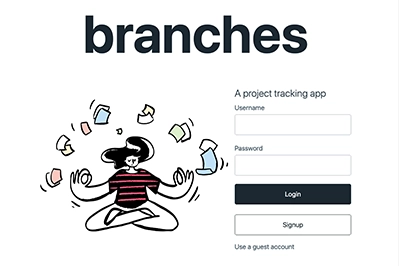 branches
A project tracking app
Username
Password
Login
Signup
Use a guest account